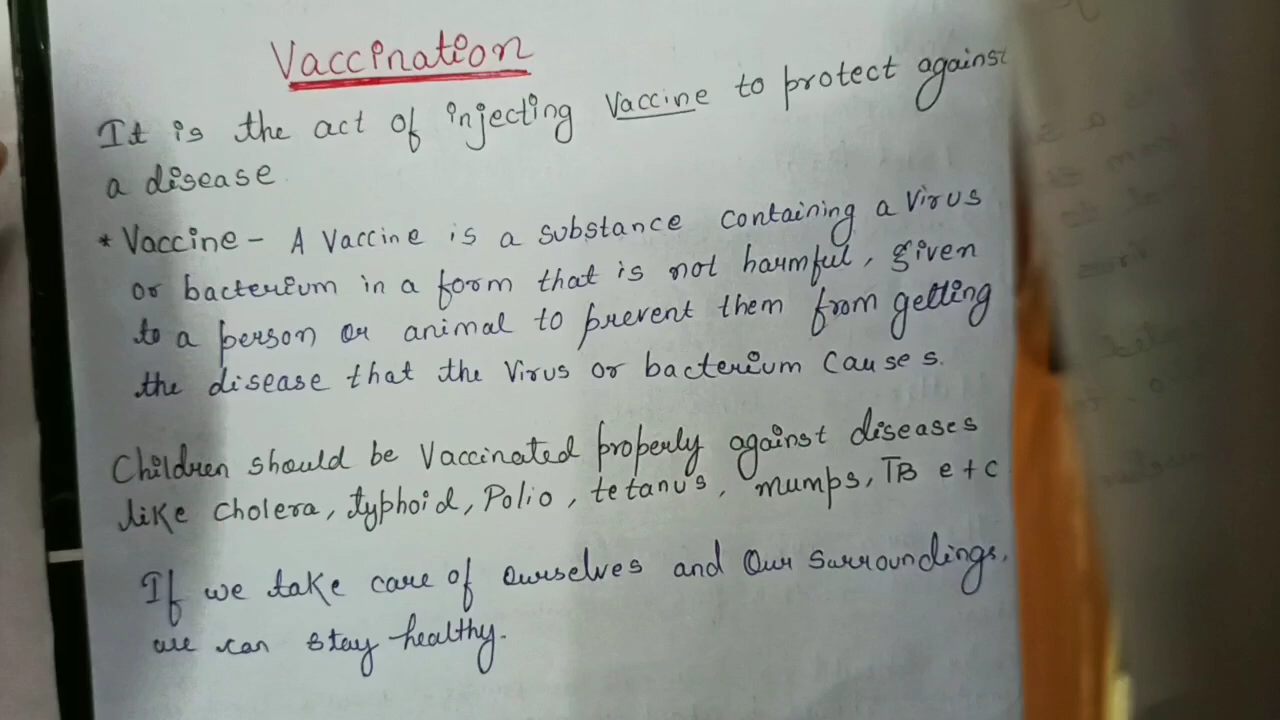 Vaccination
It is the act of injecting Vaccine to protect against
a disease
* Vaccine - A Vaccine is a substance containing a Virus
or bacterium in a form that is not harmful, given
to a person or animal to prevent them from getting
the disease that the Virus or bacterium causes.
Children should be Vaccinated properly against diseases
like cholera, typhoid, Polio, tetanus, mumps, TB etc
If we take care of ourselves and our surroundings,
we can stay healthy.